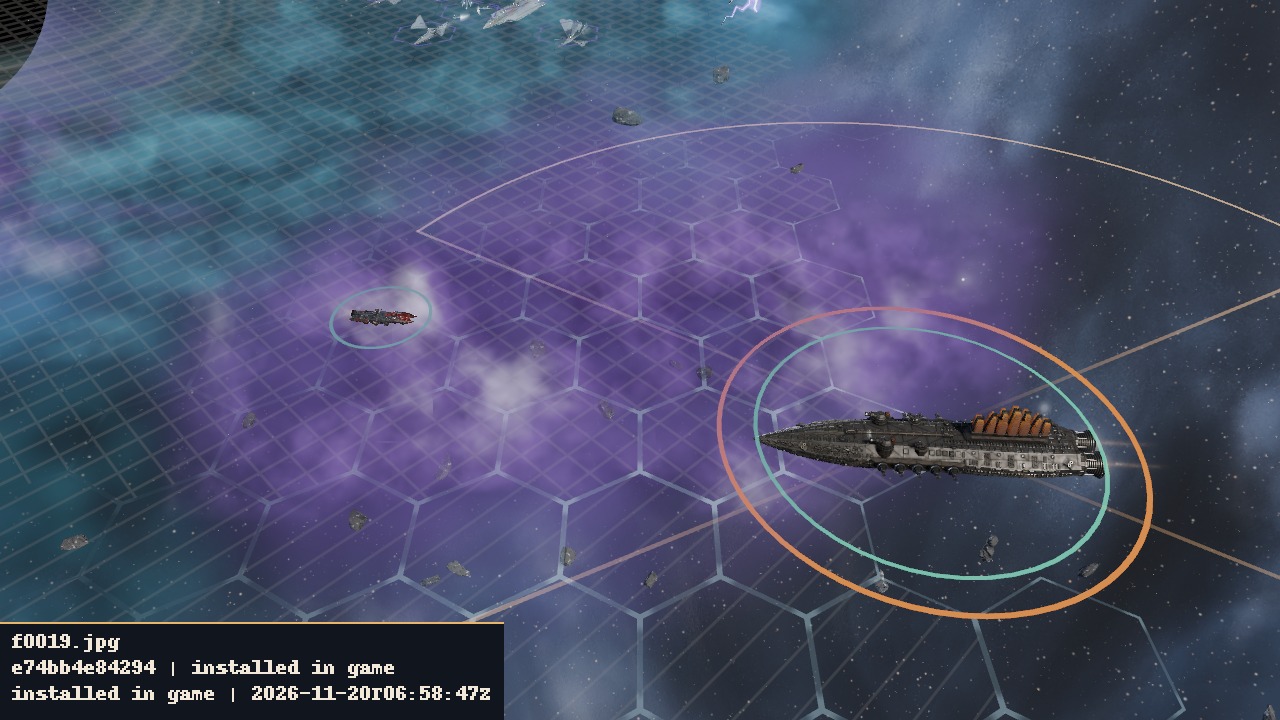 f0019.jpg
e74bb4e84294 | installed in game
installed in game | 2026-11-20T06:58:47Z